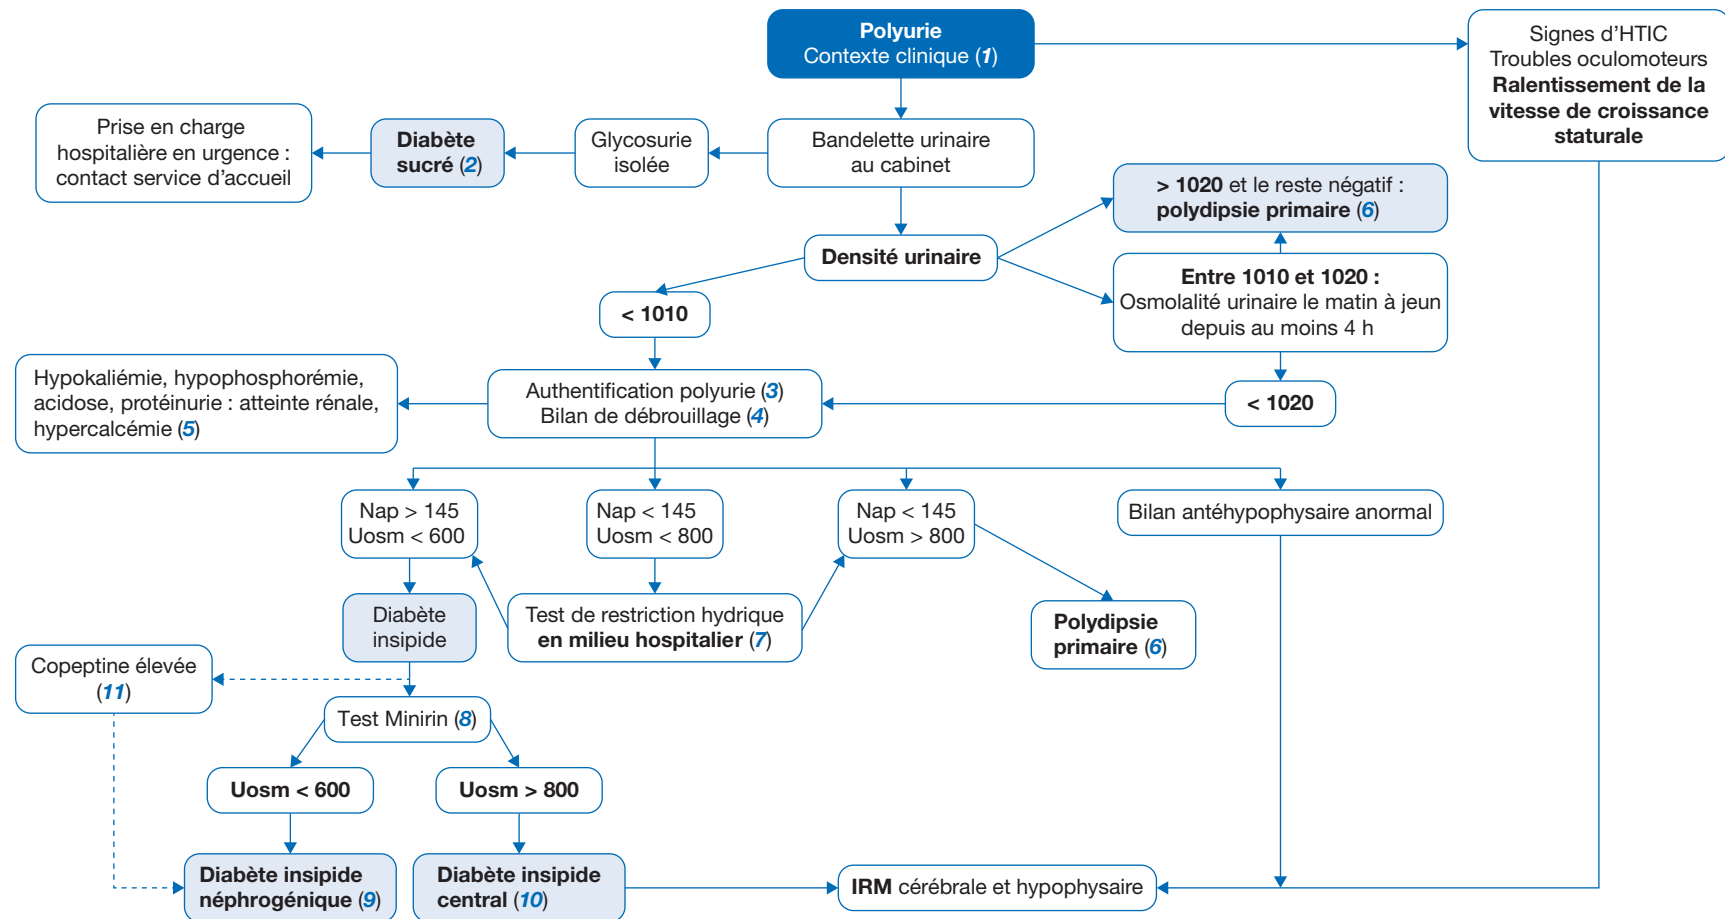 Polyurie
Contexte clinique (1)
Signes d'HTIC
Troubles oculomoteurs
Ralentissement de la
vitesse de croissance
staturale
Prise en charge
hospitalière en urgence :
contact service d'accueil
Diabète
sucré (2)
Glycosurie
isolée
Bandelette urinaire
au cabinet
> 1020 et le reste négatif :
polydipsie primaire (6)
Densité urinaire
Entre 1010 et 1020 :
Osmolalité urinaire le matin à jeun
depuis au moins 4 h
< 1010
< 1020
Hypokaliémie, hypophosphorémie,
acidose, protéinurie : atteinte rénale,
hypercalcémie (5)
Authentification polyurie (3)
Bilan de débrouillage (4)
Nap > 145
Uosm < 600
Nap < 145
Uosm < 800
Nap < 145
Uosm > 800
Bilan antéhypophysaire anormal
Diabète
insipide
Test de restriction hydrique
en milieu hospitalier (7)
Polydipsie
primaire (6)
Copeptine élevée
(11)
Test Minirin (8)
Uosm < 600
Uosm > 800
Diabète insipide
néphrogénique (9)
Diabète insipide
central (10)
IRM cérébrale et hypophysaire